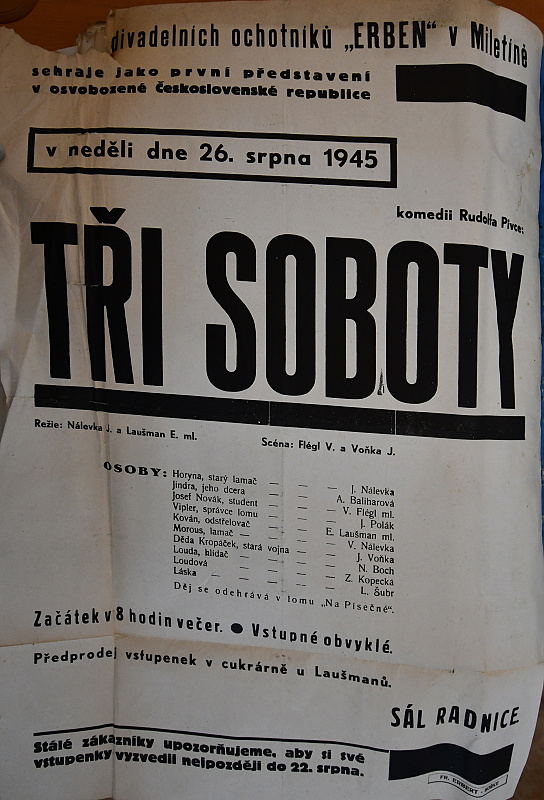 divadelních ochotníků „ERBEN" v Miletíně
sehraje jako první představení
v osvobozené Československé republice
v neděli dne 26. srpna 1945
komedii Rudolfa Pivce:
TŘI SOBOTY
Režie: Nálevka J. a Laušman E. ml.
Scéna: Flégl V. a Voňka J.
OSOBY:
Horyna, starý lamač — — — J. Nálevka
Jindra, jeho dcera — — A. Baliharová
Josef Novák, student — — V. Flégl ml.
Vipler, správce lomu — — J. Polák
Kován, odstřelovač — — E. Laušman ml.
Morous, lamač — — — V. Nálevka
Děda Kropáček, stará vojna — — J. Voňka
Louda, hlídač — — — N. Boch
Loudová — — — Z. Kopecká
Láska — — — L. Šubr
Děj se odehrává v lomu „Na Písečné".
Začátek v 8 hodin večer. ● Vstupné obvyklé.
Předprodej vstupenek v cukrárně u Laušmanů.
SÁL RADNICE
Stálé zákazníky upozorňujeme, aby si své
vstupenky vyzvedli nejpozději do 22. srpna.
FR. ERBERT -